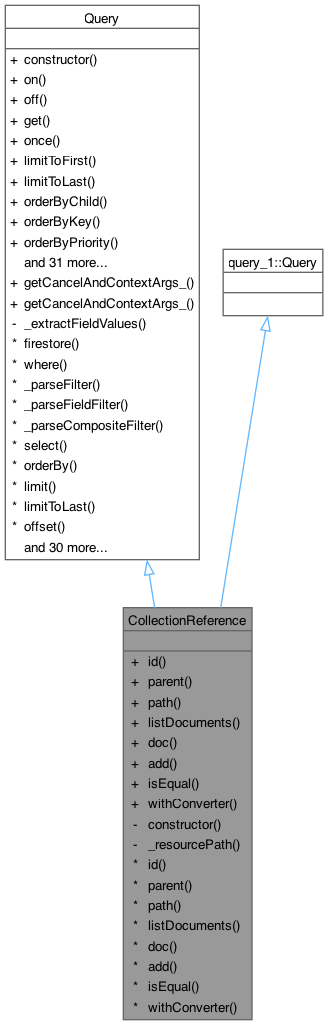 Query
+ constructor()
+ on()
+ off()
+ get()
+ once()
+ limitToFirst()
+ limitToLast()
+ orderByChild()
+ orderByKey()
+ orderByPriority()
and 31 more...
+ getCancelAndContextArgs_()
+ getCancelAndContextArgs_()
- _extractFieldValues()
* firestore()
* where()
* _parseFilter()
* _parseFieldFilter()
* _parseCompositeFilter()
* select()
* orderBy()
* limit()
* limitToLast()
* offset()
and 30 more...
query_1::Query
CollectionReference
+ id()
+ parent()
+ path()
+ listDocuments()
+ doc()
+ add()
+ isEqual()
+ withConverter()
- constructor()
- _resourcePath()
* id()
* parent()
* path()
* listDocuments()
* doc()
* add()
* isEqual()
* withConverter()